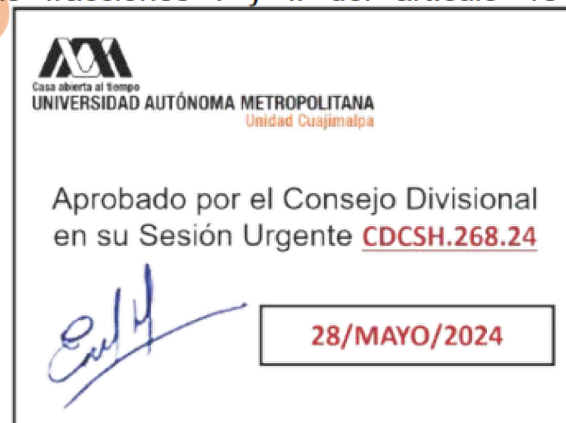 Casa abierta al tiempo
UNIVERSIDAD AUTÓNOMA METROPOLITANA
Unidad Cuajimalpa
Aprobado por el Consejo Divisional
en su Sesión Urgente CDCSH.268.24
28/MAYO/2024